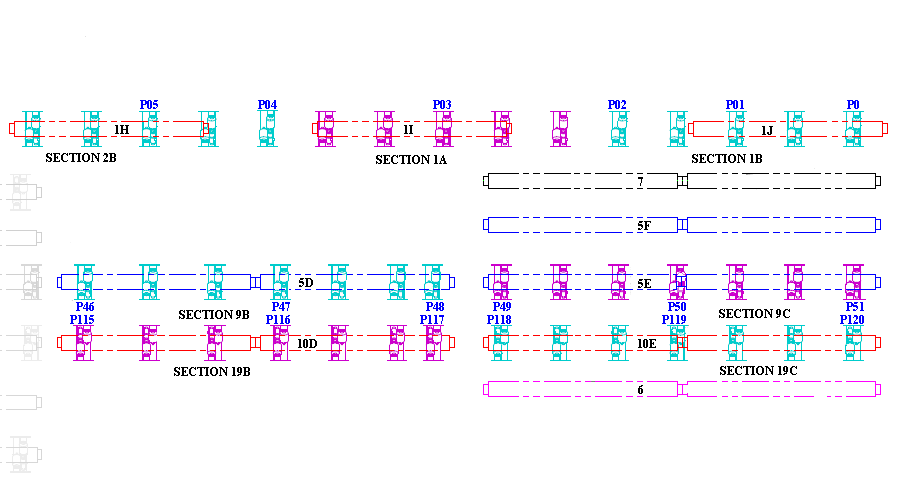 P05 P04 P03 P02 P01 P0
1H 1I 1J
SECTION 2B SECTION 1A SECTION 1B
7
5F
5D 5E
P46 SECTION 9B P47 P48 P49 P50 SECTION 9C P51
P115 P116 P117 P118 P119 P120
10D 10E
SECTION 19B SECTION 19C
6